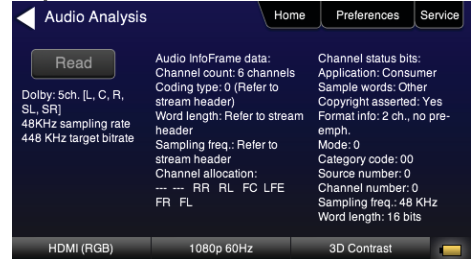 Audio Analysis
Home
Preferences
Service
Read
Dolby: 5ch. [L, C, R,
SL, SR]
48KHz sampling rate
448 KHz target bitrate
Audio InfoFrame data:
Channel count: 6 channels
Coding type: 0 (Refer to
stream header)
Word length: Refer to stream
header
Sampling freq.: Refer to
stream header
Channel allocation:
--- --- RR RL FC LFE
FR FL
Channel status bits:
Application: Consumer
Sample words: Other
Copyright asserted: Yes
Format info: 2 ch., no pre-
emph.
Mode: 0
Category code: 00
Source number: 0
Channel number: 0
Sampling freq.: 48 KHz
Word length: 16 bits
HDMI (RGB)
1080p 60Hz
3D Contrast